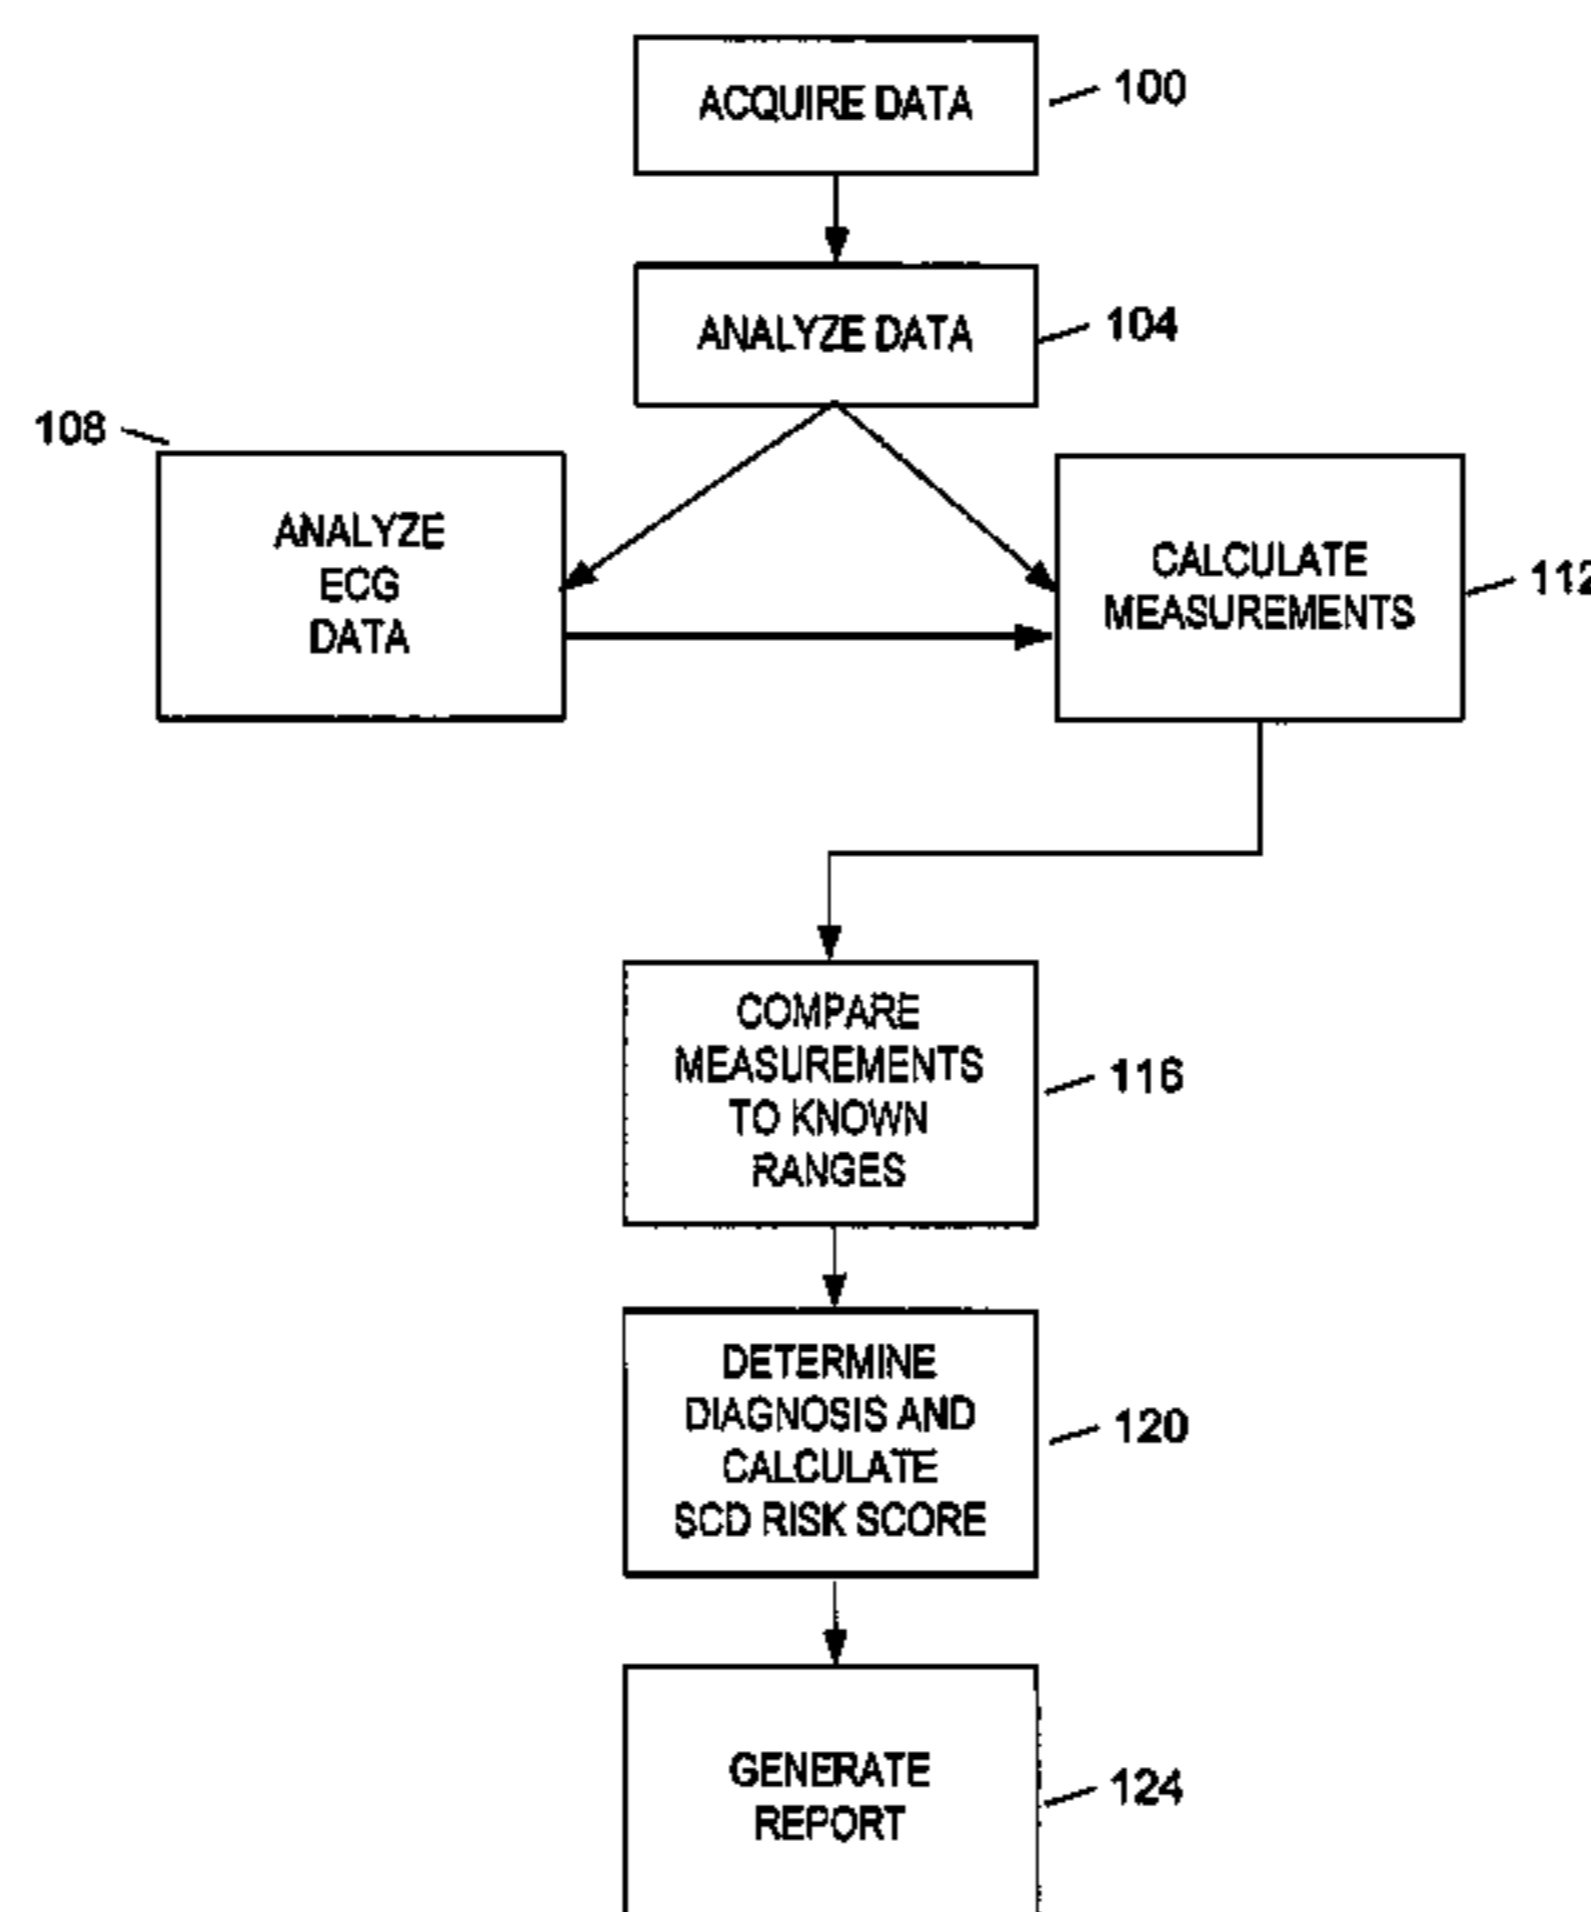 ACQUIRE DATA
100
ANALYZE DATA
104
108
ANALYZE
ECG
DATA
CALCULATE
MEASUREMENTS
112
COMPARE
MEASUREMENTS
TO KNOWN
RANGES
116
DETERMINE
DIAGNOSIS AND
CALCULATE
SCD RISK SCORE
120
GENERATE
REPORT
124